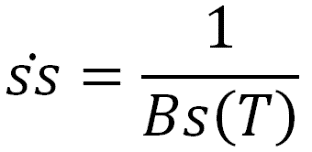 ṡs = 1 / Bs(T)